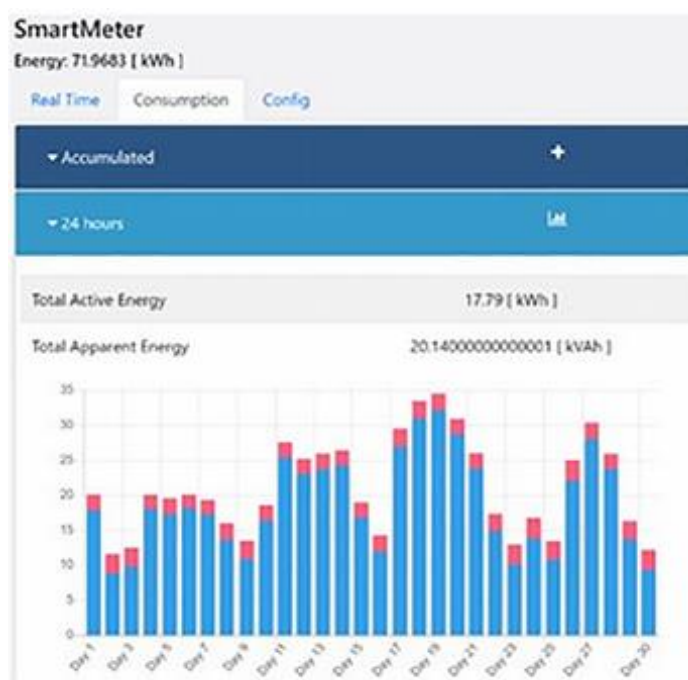 SmartMeter
Energy: 71.9683 [ kWh ]
Real Time Consumption Config
Accumulated
24 hours
Total Active Energy 17.79 [ kWh ]
Total Apparent Energy 20.14000000000001 [ kVAh ]
35
30
25
20
15
10
5
0
Day 1 Day 3 Day 5 Day 7 Day 9 Day 11 Day 13 Day 15 Day 17 Day 19 Day 21 Day 23 Day 25 Day 27 Day 30